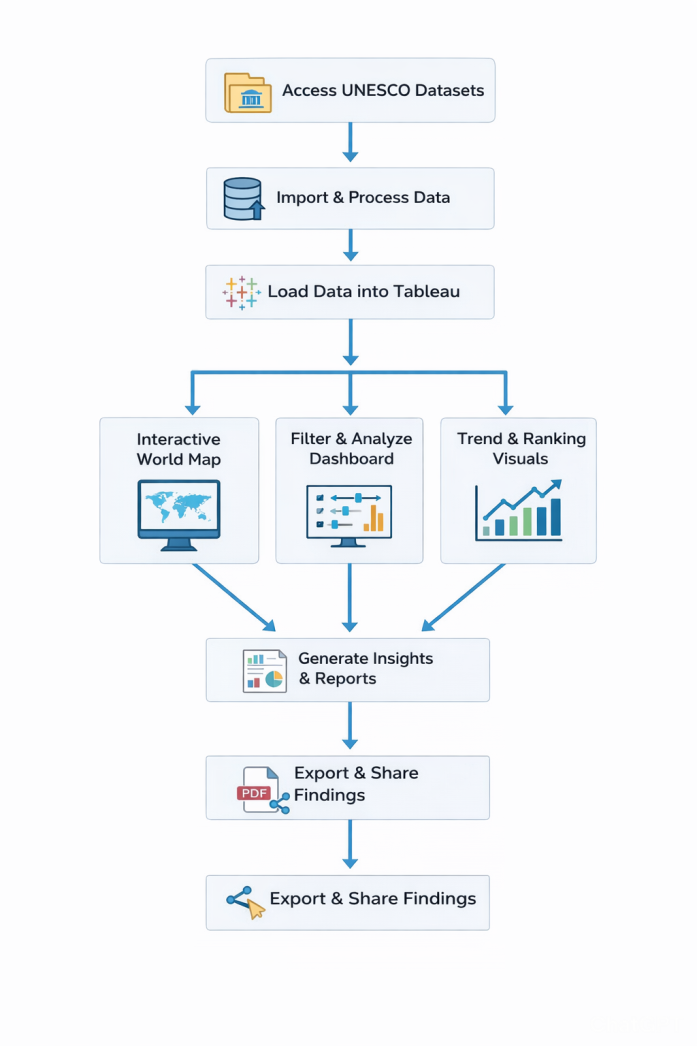 Access UNESCO Datasets
Import & Process Data
Load Data into Tableau
Interactive
World Map
Filter & Analyze
Dashboard
Trend & Ranking
Visuals
Generate Insights
& Reports
PDF
Export & Share
Findings
Export & Share Findings